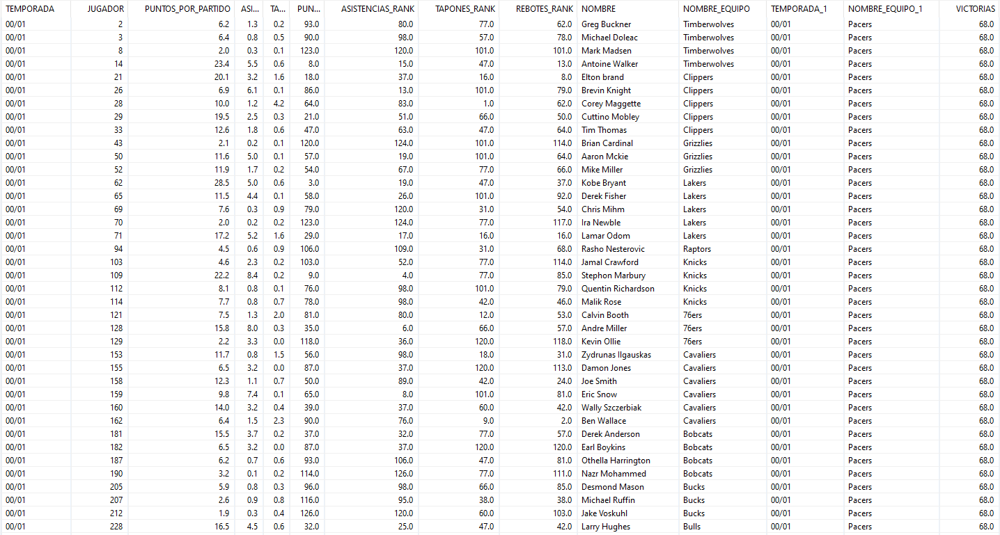 TEMPORADA JUGADOR PUNTOS_POR_PARTIDO ASI... TA... PUN... ASISTENCIAS_RANK TAPONES_RANK REBOTES_RANK NOMBRE NOMBRE_EQUIPO TEMPORADA_1 NOMBRE_EQUIPO_1 VICTORIAS
00/01 2 6.2 1.3 0.2 93.0 80.0 77.0 62.0 Greg Buckner Timberwolves 00/01 Pacers 68.0
00/01 3 6.4 0.8 0.5 90.0 98.0 57.0 78.0 Michael Doleac Timberwolves 00/01 Pacers 68.0
00/01 8 2.0 0.3 0.1 123.0 120.0 101.0 101.0 Mark Madsen Timberwolves 00/01 Pacers 68.0
00/01 14 23.4 5.5 0.6 8.0 15.0 47.0 13.0 Antoine Walker Timberwolves 00/01 Pacers 68.0
00/01 21 20.1 3.2 1.6 18.0 37.0 16.0 8.0 Elton brand Clippers 00/01 Pacers 68.0
00/01 26 6.9 6.1 0.1 86.0 13.0 101.0 79.0 Brevin Knight Clippers 00/01 Pacers 68.0
00/01 28 10.0 1.2 4.2 64.0 83.0 1.0 62.0 Corey Maggette Clippers 00/01 Pacers 68.0
00/01 29 19.5 2.5 0.3 21.0 51.0 66.0 50.0 Cuttino Mobley Clippers 00/01 Pacers 68.0
00/01 33 12.6 1.8 0.6 47.0 63.0 47.0 64.0 Tim Thomas Clippers 00/01 Pacers 68.0
00/01 43 2.1 0.2 0.1 120.0 124.0 101.0 114.0 Brian Cardinal Grizzlies 00/01 Pacers 68.0
00/01 50 11.6 5.0 0.1 57.0 19.0 101.0 64.0 Aaron Mckie Grizzlies 00/01 Pacers 68.0
00/01 52 11.9 1.7 0.2 54.0 67.0 77.0 66.0 Mike Miller Grizzlies 00/01 Pacers 68.0
00/01 62 28.5 5.0 0.6 3.0 19.0 47.0 37.0 Kobe Bryant Lakers 00/01 Pacers 68.0
00/01 65 11.5 4.4 0.1 58.0 26.0 101.0 92.0 Derek Fisher Lakers 00/01 Pacers 68.0
00/01 69 7.6 0.3 0.9 79.0 120.0 31.0 54.0 Chris Mihm Lakers 00/01 Pacers 68.0
00/01 70 2.0 0.2 0.2 123.0 124.0 77.0 117.0 Ira Newble Lakers 00/01 Pacers 68.0
00/01 71 17.2 5.2 1.6 29.0 17.0 16.0 16.0 Lamar Odom Lakers 00/01 Pacers 68.0
00/01 94 4.5 0.6 0.9 106.0 109.0 31.0 68.0 Rasho Nesterovic Raptors 00/01 Pacers 68.0
00/01 103 4.6 2.3 0.2 103.0 52.0 77.0 114.0 Jamal Crawford Knicks 00/01 Pacers 68.0
00/01 109 22.2 8.4 0.2 9.0 4.0 77.0 85.0 Stephon Marbury Knicks 00/01 Pacers 68.0
00/01 112 8.1 0.8 0.1 76.0 98.0 101.0 79.0 Quentin Richardson Knicks 00/01 Pacers 68.0
00/01 114 7.7 0.8 0.7 78.0 98.0 42.0 46.0 Malik Rose Knicks 00/01 Pacers 68.0
00/01 121 7.5 1.3 2.0 81.0 80.0 12.0 53.0 Calvin Booth 76ers 00/01 Pacers 68.0
00/01 128 15.8 8.0 0.3 35.0 6.0 66.0 57.0 Andre Miller 76ers 00/01 Pacers 68.0
00/01 129 2.2 3.3 0.0 118.0 36.0 120.0 118.0 Kevin Ollie 76ers 00/01 Pacers 68.0
00/01 153 11.7 0.8 1.5 56.0 98.0 18.0 31.0 Zydrunas Ilgauskas Cavaliers 00/01 Pacers 68.0
00/01 155 6.5 3.2 0.0 87.0 37.0 120.0 113.0 Damon Jones Cavaliers 00/01 Pacers 68.0
00/01 158 12.3 1.1 0.7 50.0 89.0 42.0 24.0 Joe Smith Cavaliers 00/01 Pacers 68.0
00/01 159 9.8 7.4 0.1 65.0 8.0 101.0 81.0 Eric Snow Cavaliers 00/01 Pacers 68.0
00/01 160 14.0 3.2 0.4 39.0 37.0 60.0 42.0 Wally Szczerbiak Cavaliers 00/01 Pacers 68.0
00/01 162 6.4 1.5 2.3 90.0 76.0 9.0 2.0 Ben Wallace Cavaliers 00/01 Pacers 68.0
00/01 181 15.5 3.7 0.2 37.0 32.0 77.0 57.0 Derek Anderson Bobcats 00/01 Pacers 68.0
00/01 182 6.5 3.2 0.0 87.0 37.0 120.0 120.0 Earl Boykins Bobcats 00/01 Pacers 68.0
00/01 187 6.2 0.7 0.6 93.0 106.0 47.0 81.0 Othella Harrington Bobcats 00/01 Pacers 68.0
00/01 190 3.2 0.1 0.2 114.0 126.0 77.0 111.0 Nazr Mohammed Bobcats 00/01 Pacers 68.0
00/01 205 5.9 0.8 0.3 96.0 98.0 66.0 85.0 Desmond Mason Bucks 00/01 Pacers 68.0
00/01 207 2.6 0.9 0.8 116.0 95.0 38.0 38.0 Michael Ruffin Bucks 00/01 Pacers 68.0
00/01 212 1.9 0.3 0.4 126.0 120.0 60.0 103.0 Jake Voskuhl Bucks 00/01 Pacers 68.0
00/01 228 16.5 4.5 0.6 32.0 25.0 47.0 42.0 Larry Hughes Bulls 00/01 Pacers 68.0